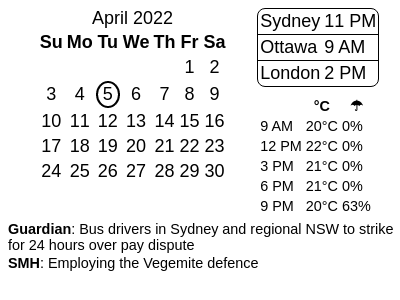 April 2022
Su Mo Tu We Th Fr Sa
1 2
3 4 5 6 7 8 9
10 11 12 13 14 15 16
17 18 19 20 21 22 23
24 25 26 27 28 29 30
Sydney 11 PM
Ottawa 9 AM
London 2 PM
°C ☂
9 AM 20°C 0%
12 PM 22°C 0%
3 PM 21°C 0%
6 PM 21°C 0%
9 PM 20°C 63%
Guardian: Bus drivers in Sydney and regional NSW to strike
for 24 hours over pay dispute
SMH: Employing the Vegemite defence